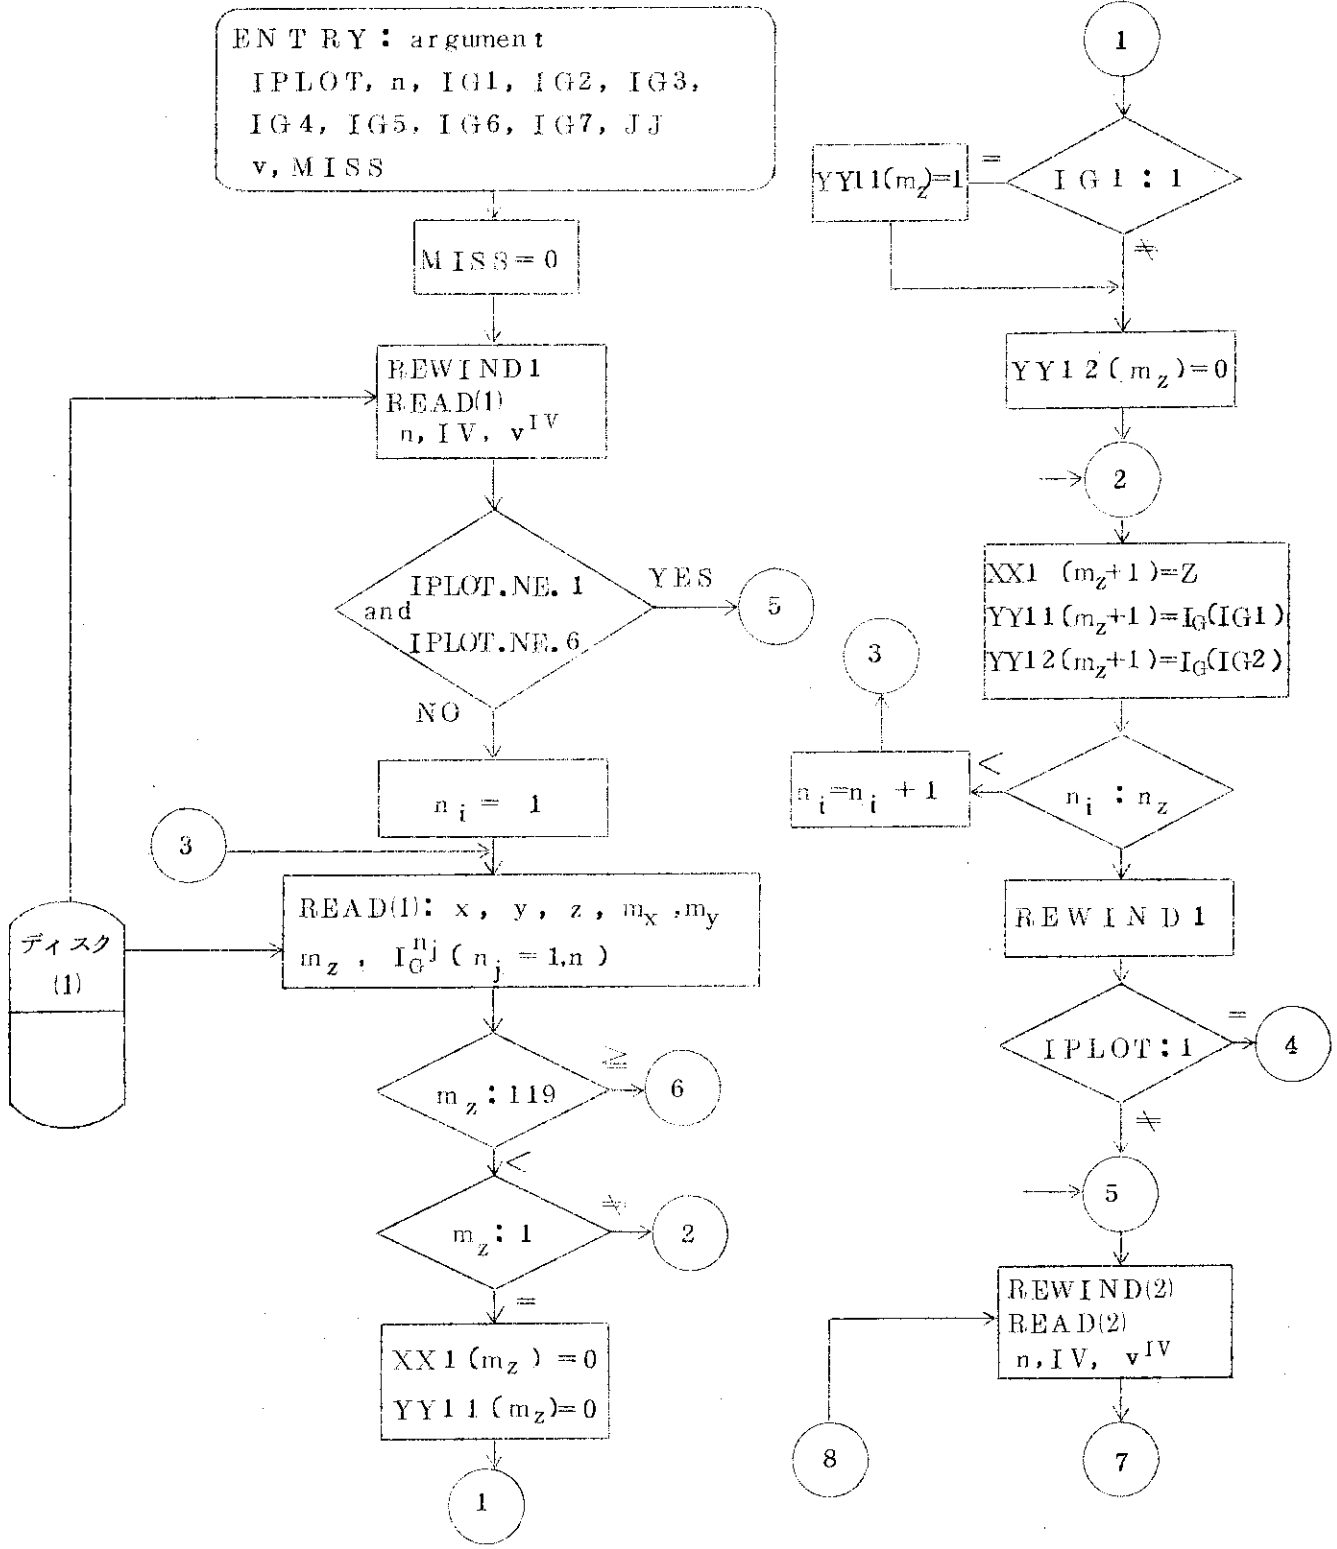 ENTRY: argument
IPLOT, n, IG1, IG2, IG3,
IG4, IG5, IG6, IG7, JJ
v, MISS
MISS=0
REWIND1
READ(1)
n, IV, v^IV
IPLOT.NE.1
and
IPLOT.NE.6
YES
5
NO
n_i = 1
3
ディスク
(1)
READ(1): x, y, z, m_x, m_y
m_z, I_G^n_j (n_j = 1,n)
m_z : 119
≧
6
<
m_z : 1
≠
2
=
XX1(m_z)=0
YY11(m_z)=0
1
1
IG1 : 1
=
YY11(m_z)=1
≠
YY12(m_z)=0
2
XX1 (m_z+1)=Z
YY11(m_z+1)=I_G(IG1)
YY12(m_z+1)=I_G(IG2)
n_i : n_z
<
n_i=n_i+1
3
REWIND1
IPLOT:1
=
4
≠
5
REWIND(2)
READ(2)
n, IV, v^IV
8
7